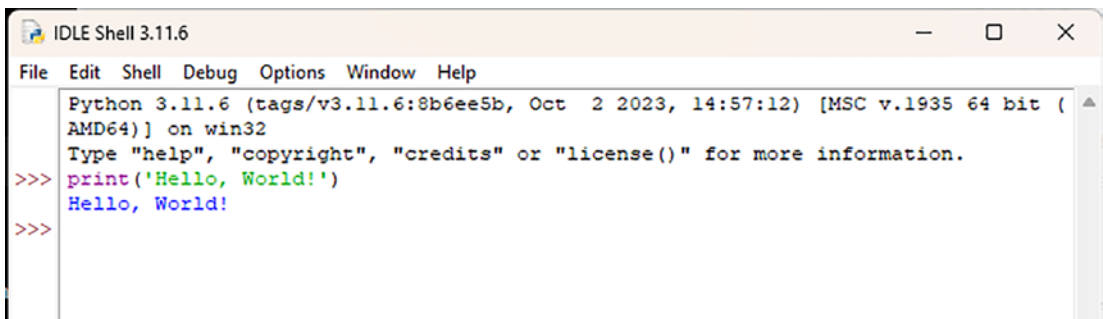 IDLE Shell 3.11.6
File Edit Shell Debug Options Window Help
Python 3.11.6 (tags/v3.11.6:8b6ee5b, Oct  2 2023, 14:57:12) [MSC v.1935 64 bit (
AMD64)] on win32
Type "help", "copyright", "credits" or "license()" for more information.
>>> print('Hello, World!')
Hello, World!
>>>